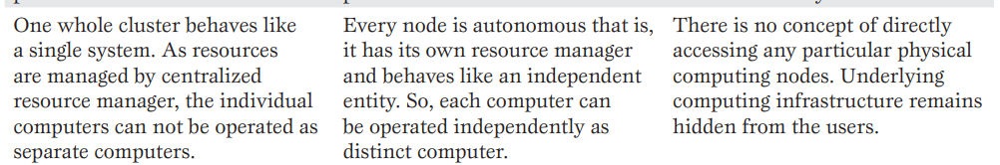 One whole cluster behaves like
a single system. As resources
are managed by centralized
resource manager, the individual
computers can not be operated as
separate computers.
Every node is autonomous that is,
it has its own resource manager
and behaves like an independent
entity. So, each computer can
be operated independently as
distinct computer.
There is no concept of directly
accessing any particular physical
computing nodes. Underlying
computing infrastructure remains
hidden from the users.